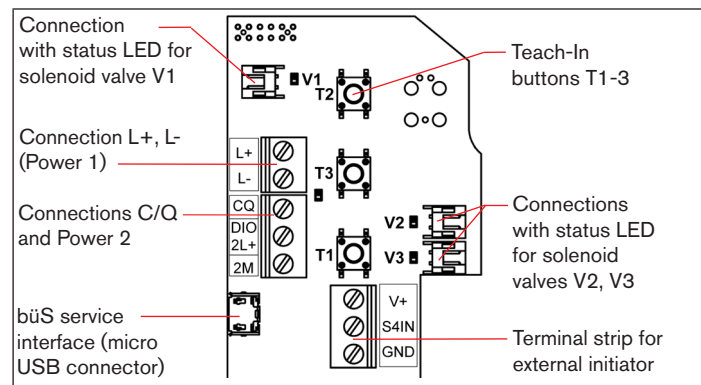 Connection
with status LED for
solenoid valve V1
V1
T2
Teach-In
buttons T1-3
Connection L+, L-
(Power 1)
L+
L-
T3
Connections C/Q
and Power 2
CQ
DIO
2L+
2M
T1
V2
V3
Connections
with status LED
for solenoid
valves V2, V3
büS service
interface (micro
USB connector)
V+
S4IN
GND
Terminal strip for
external initiator